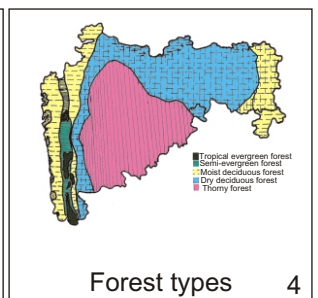 Tropical evergreen forest
Semi-evergreen forest
Moist deciduous forest
Dry deciduous forest
Thorny forest
Forest types 4